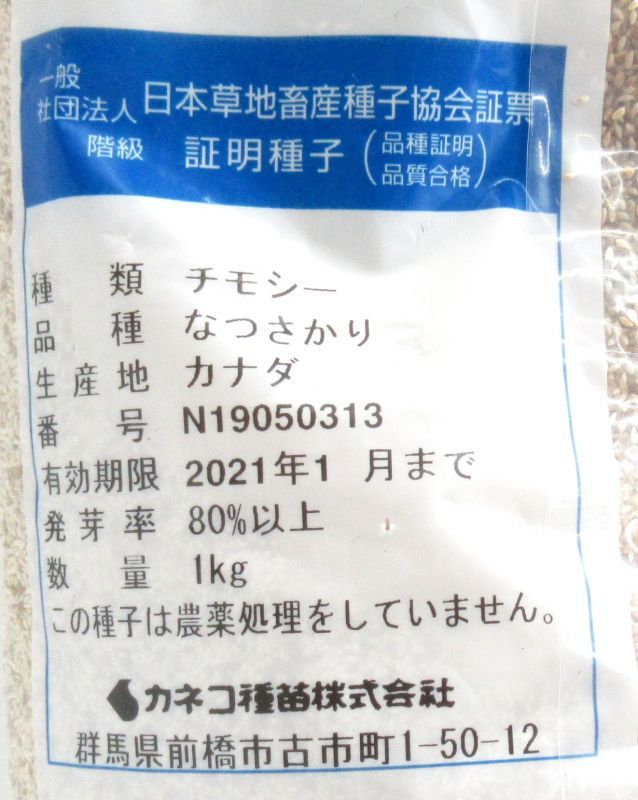 一般
社団法人 日本草地畜産種子協会証票
階級 証明種子 (品種証明 品質合格)
種類 チモシー
品種 なつさかり
生産地 カナダ
番号 N19050313
有効期限 2021年1 月まで
発芽率 80%以上
数量 1kg
この種子は農薬処理をしていません。
カネコ種苗株式会社
群馬県前橋市古市町1-50-12